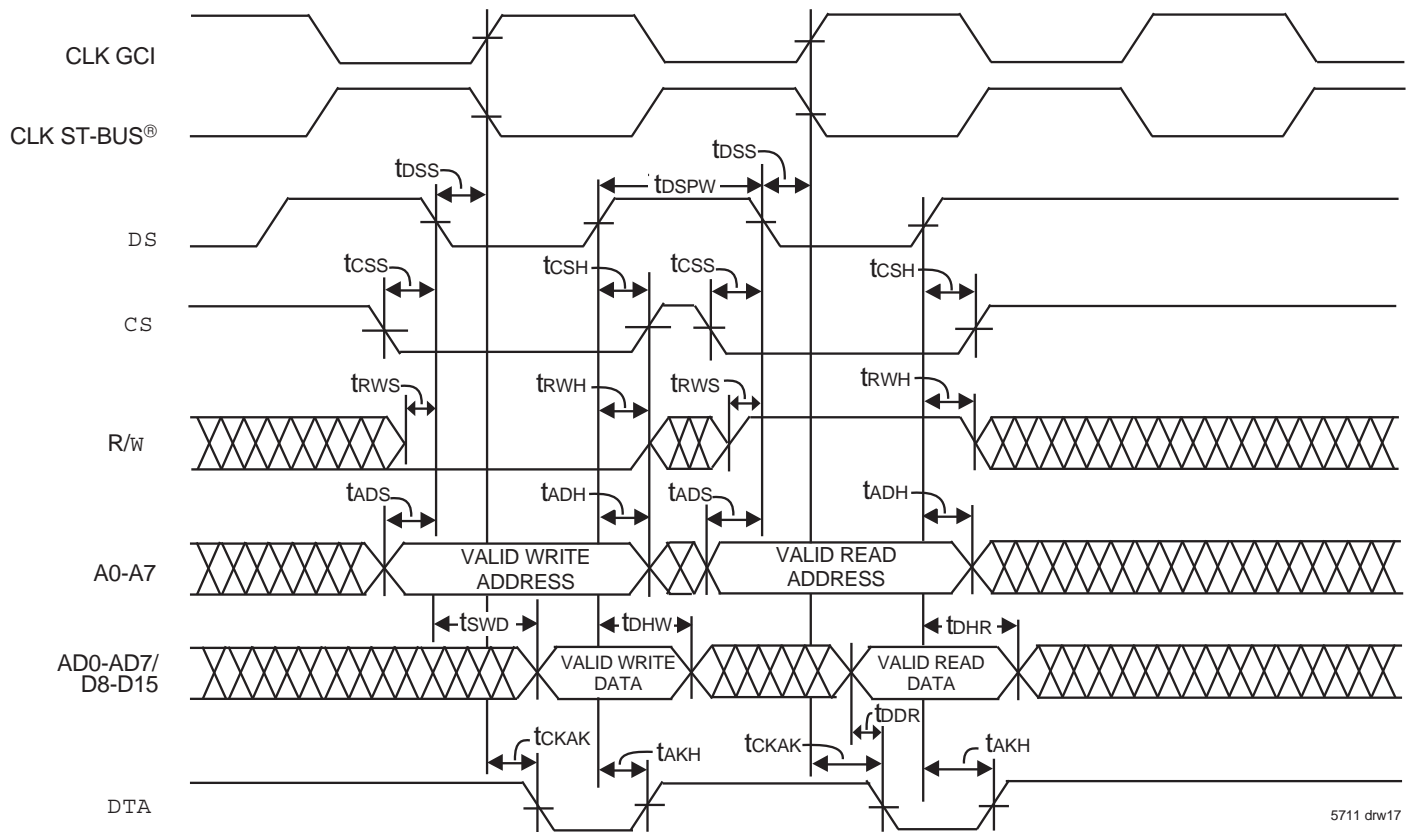 CLK GCI
CLK ST-BUS®
tDSS
tDSPW
tDSS
DS
tCSS
tCSH
tCSS
tCSH
CS
tRWS
tRWH
tRWS
tRWH
R/W
tADS
tADH
tADS
tADH
A0-A7
VALID WRITE
ADDRESS
VALID READ
ADDRESS
tSWD
tDHW
tDHR
AD0-AD7/
D8-D15
VALID WRITE
DATA
VALID READ
DATA
tDDR
tCKAK
tAKH
tCKAK
tAKH
DTA
5711 drw17